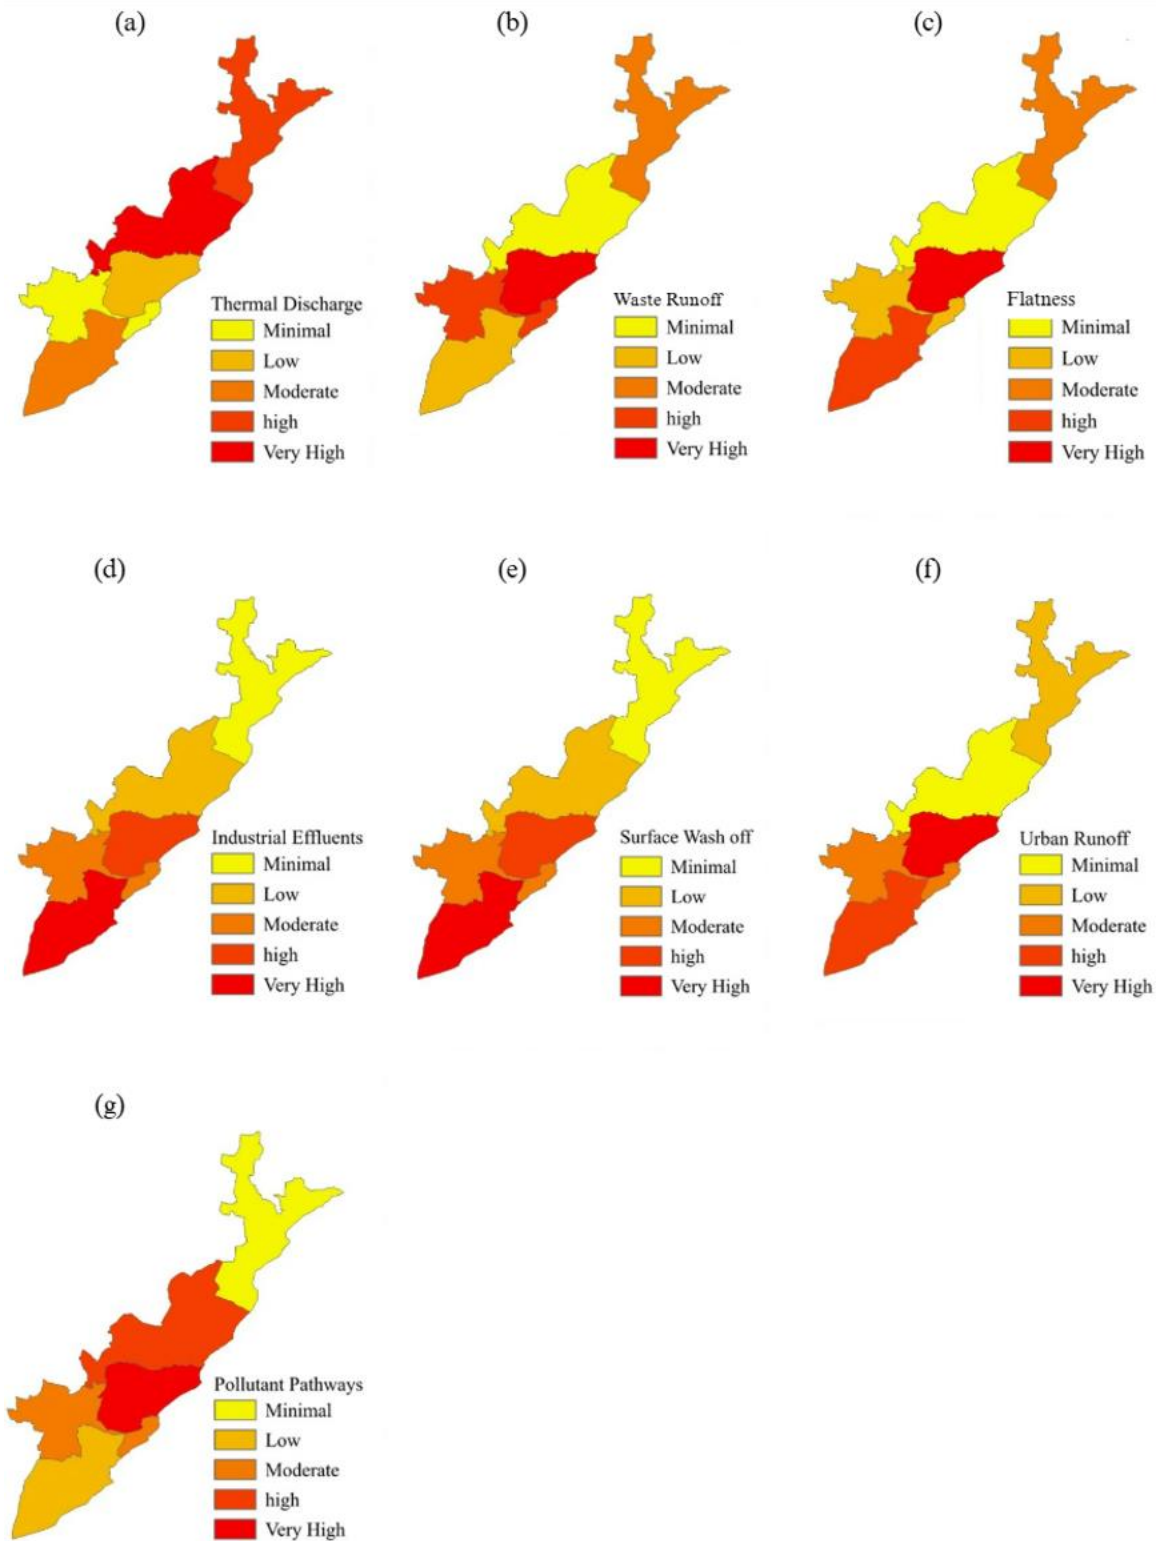 (a)
(b)
(c)
Thermal Discharge
Minimal
Low
Moderate
high
Very High
Waste Runoff
Minimal
Low
Moderate
high
Very High
Flatness
Minimal
Low
Moderate
high
Very High
(d)
(e)
(f)
Industrial Effluents
Minimal
Low
Moderate
high
Very High
Surface Wash off
Minimal
Low
Moderate
high
Very High
Urban Runoff
Minimal
Low
Moderate
high
Very High
(g)
Pollutant Pathways
Minimal
Low
Moderate
high
Very High